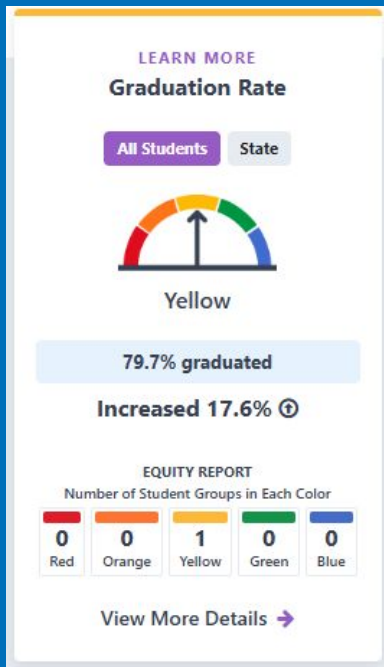 LEARN MORE
Graduation Rate
All Students State
Yellow
79.7% graduated
Increased 17.6%
EQUITY REPORT
Number of Student Groups in Each Color
0 0 1 0 0
Red Orange Yellow Green Blue
View More Details